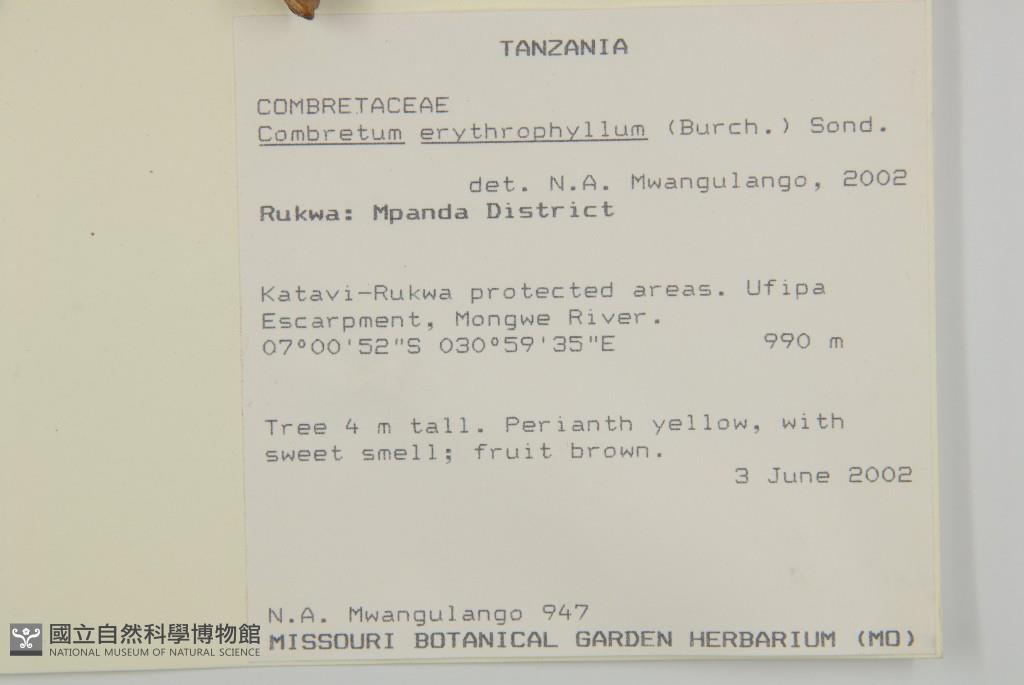 TANZANIA
COMBRETACEAE
Combretum erythrophyllum (Burch.) Sond.
det. N.A. Mwangulango, 2002
Rukwa: Mpanda District
Katavi-Rukwa protected areas. Ufipa
Escarpment, Mongwe River.
07°00'52"S 030°59'35"E 990 m
Tree 4 m tall. Perianth yellow, with
sweet smell; fruit brown.
3 June 2002
N.A. Mwangulango 947
MISSOURI BOTANICAL GARDEN HERBARIUM (MO)
國立自然科學博物館
NATIONAL MUSEUM OF NATURAL SCIENCE